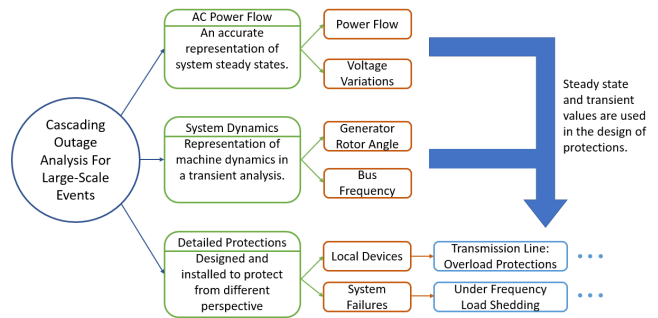 Cascading
Outage
Analysis For
Large-Scale
Events
AC Power Flow
An accurate
representation of
system steady states.
Power Flow
Voltage
Variations
System Dynamics
Representation of
machine dynamics in
a transient analysis.
Generator
Rotor Angle
Bus
Frequency
Steady state
and transient
values are used
in the design of
protections.
Detailed Protections
Designed and
installed to protect
from different
perspective
Local Devices
Transmission Line:
Overload Protections
System
Failures
Under Frequency
Load Shedding